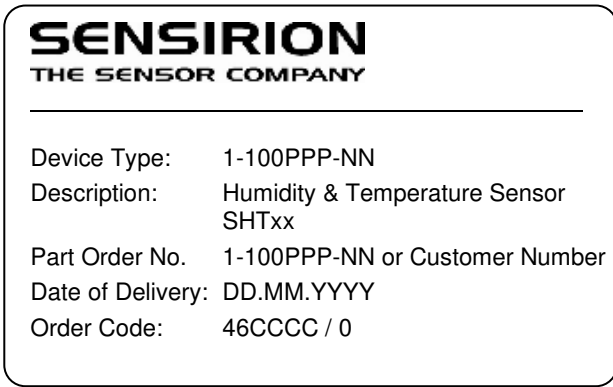 SENSIRION
THE SENSOR COMPANY
Device Type: 1-100PPP-NN
Description: Humidity & Temperature Sensor
SHTxx
Part Order No. 1-100PPP-NN or Customer Number
Date of Delivery: DD.MM.YYYY
Order Code: 46CCCC / 0